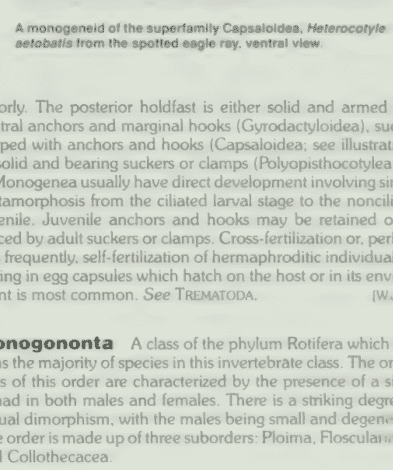 A monogeneid of the superfamily Capsaloidea, Heterocotyle
aetobatis from the spotted eagle ray, ventral view.
orly. The posterior holdfast is either solid and armed
tral anchors and marginal hooks (Gyrodactyloidea), suc
ped with anchors and hooks (Capsaloidea; see illustrat
solid and bearing suckers or clamps (Polyopisthocotylea
Monogenea usually have direct development involving sim
tamorphosis from the ciliated larval stage to the noncili
enile. Juvenile anchors and hooks may be retained o
ced by adult suckers or clamps. Cross-fertilization or, per
s frequently, self-fertilization of hermaphroditic individual
ing in egg capsules which hatch on the host or in its envi
nt is most common. See TREMATODA. [W.
onogononta A class of the phylum Rotifera which
ns the majority of species in this invertebrate class. The or
s of this order are characterized by the presence of a si
nad in both males and females. There is a striking degre
ual dimorphism, with the males being small and degene
e order is made up of three suborders: Ploima, Flosculari
d Collothecacea.